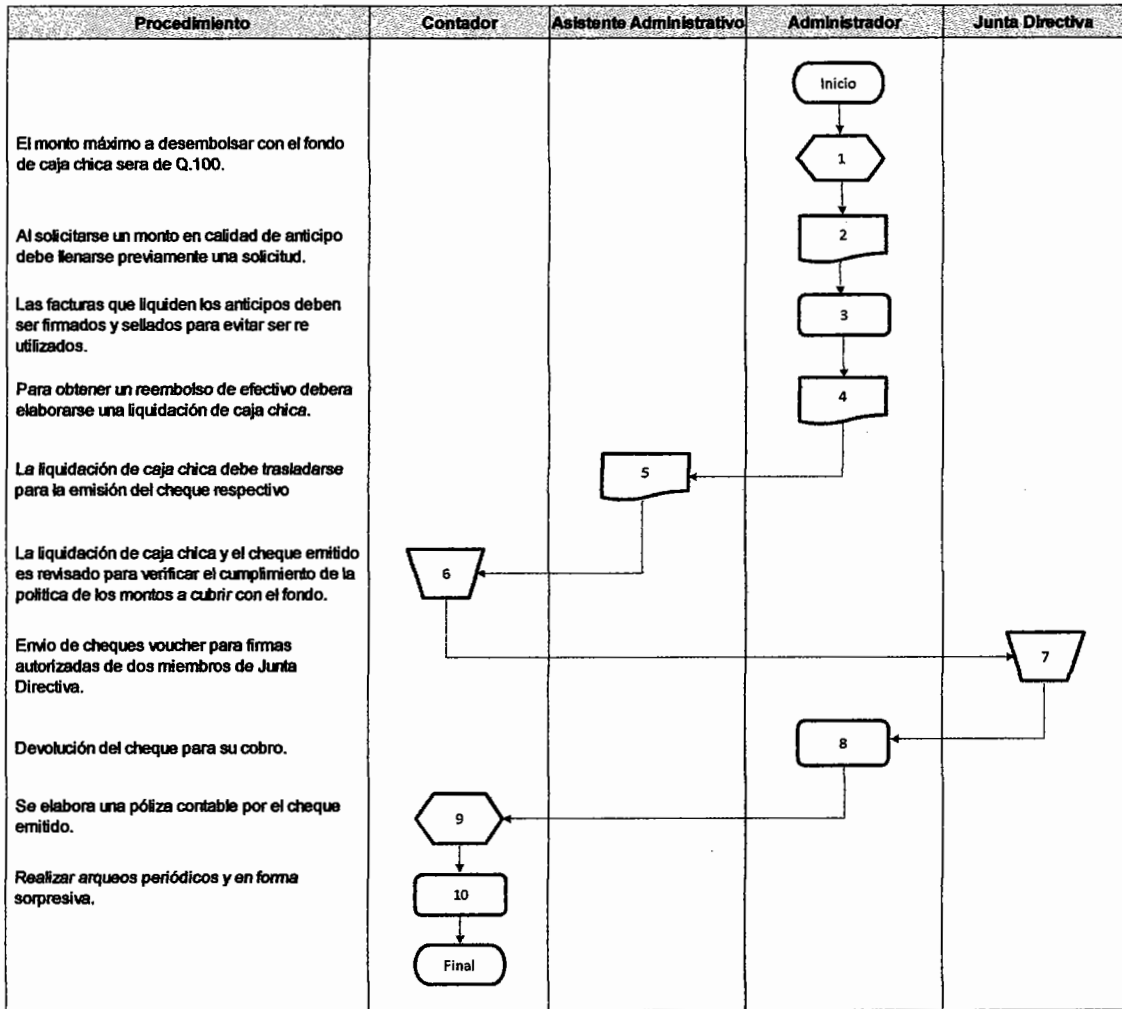 Procedimiento Contador Asistente Administrativo Administrador Junta Directiva
Inicio
El monto máximo a desembolsar con el fondo
de caja chica sera de Q.100.
1
Al solicitarse un monto en calidad de anticipo
debe llenarse previamente una solicitud.
2
Las facturas que liquiden los anticipos deben
ser firmados y sellados para evitar ser re
utilizados.
3
Para obtener un reembolso de efectivo debera
elaborarse una liquidación de caja chica.
4
La liquidación de caja chica debe trasladarse
para la emisión del cheque respectivo
5
La liquidación de caja chica y el cheque emitido
es revisado para verificar el cumplimiento de la
politica de los montos a cubrir con el fondo.
6
Envio de cheques voucher para firmas
autorizadas de dos miembros de Junta
Directiva.
7
Devolución del cheque para su cobro.
8
Se elabora una póliza contable por el cheque
emitido.
9
Realizar arqueos periódicos y en forma
sorpresiva.
10
Final